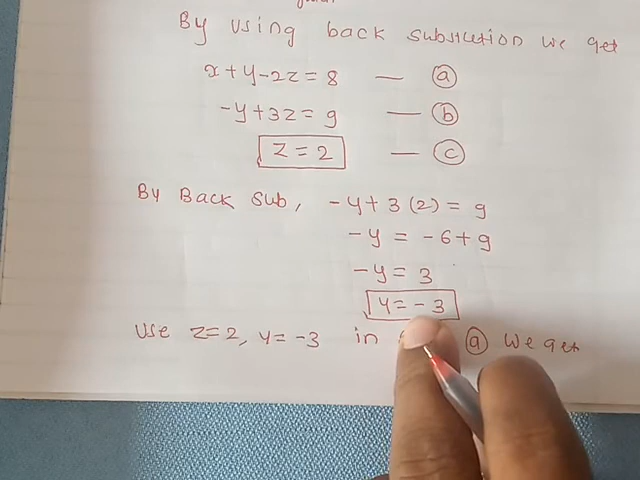 By using back substitution we get
x+y-2z=8 — ⓐ
-y+3z=9 — ⓑ
z=2 — ⓒ
By Back Sub, -y+3(2)=9
-y = -6+9
-y = 3
y=-3
Use z=2, y=-3 in ⓐ we get